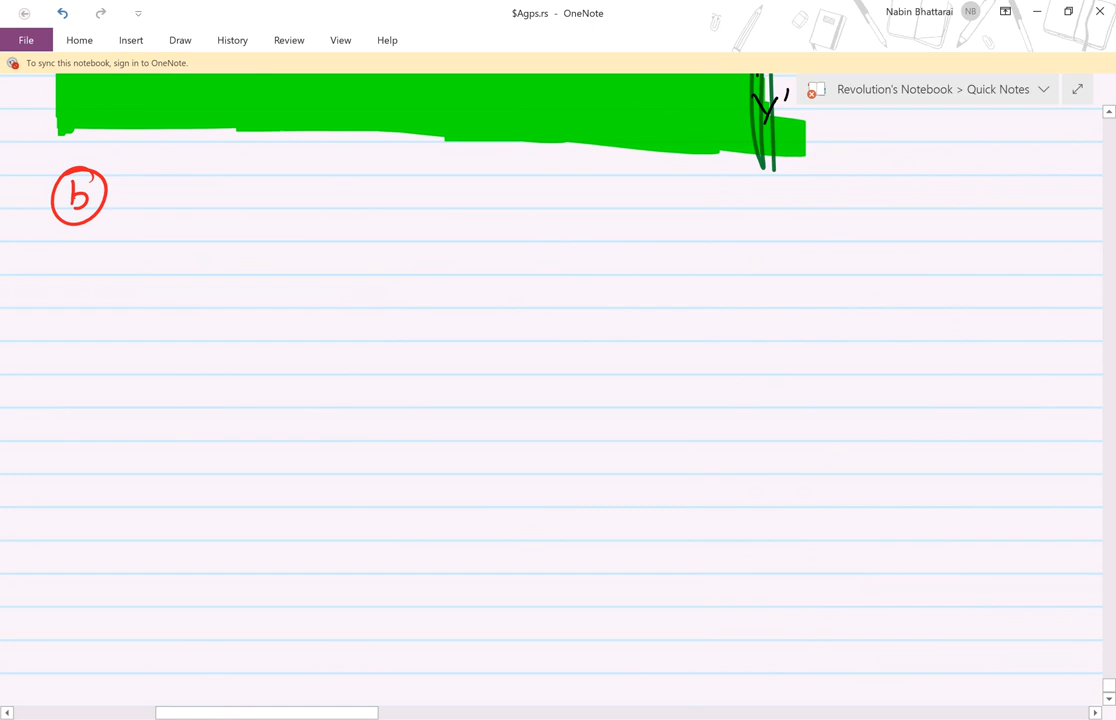 $Agps.rs - OneNote
Nabin Bhattarai NB
File Home Insert Draw History Review View Help
To sync this notebook, sign in to OneNote.
Revolution's Notebook > Quick Notes
Y'
b